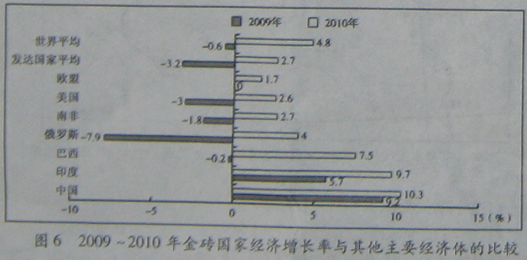 2009年 2010年
世界平均 -0.6 4.8
发达国家平均 -3.2 2.7
欧盟 1.7
美国 -3 2.6
南非 -1.8 2.7
俄罗斯 -7.9 4
巴西 -0.2 7.5
印度 5.7 9.7
中国 9.2 10.3
-10 -5 0 5 10 15 (%)
图6 2009~2010年金砖国家经济增长率与其他主要经济体的比较